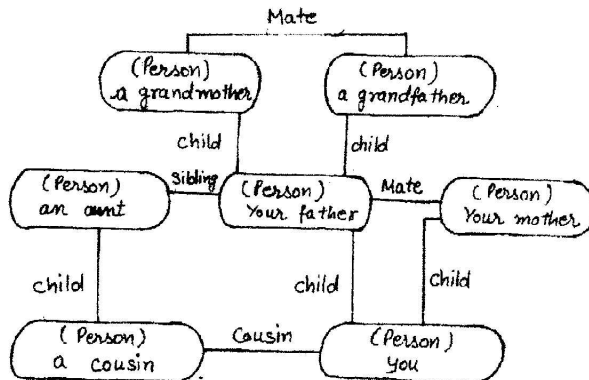 Mate
(Person)
a grandmother
(Person)
a grandfather
child
child
(Person)
an aunt
Sibling
(Person)
Your father
Mate
(Person)
Your mother
child
child
child
(Person)
a cousin
Cousin
(Person)
you